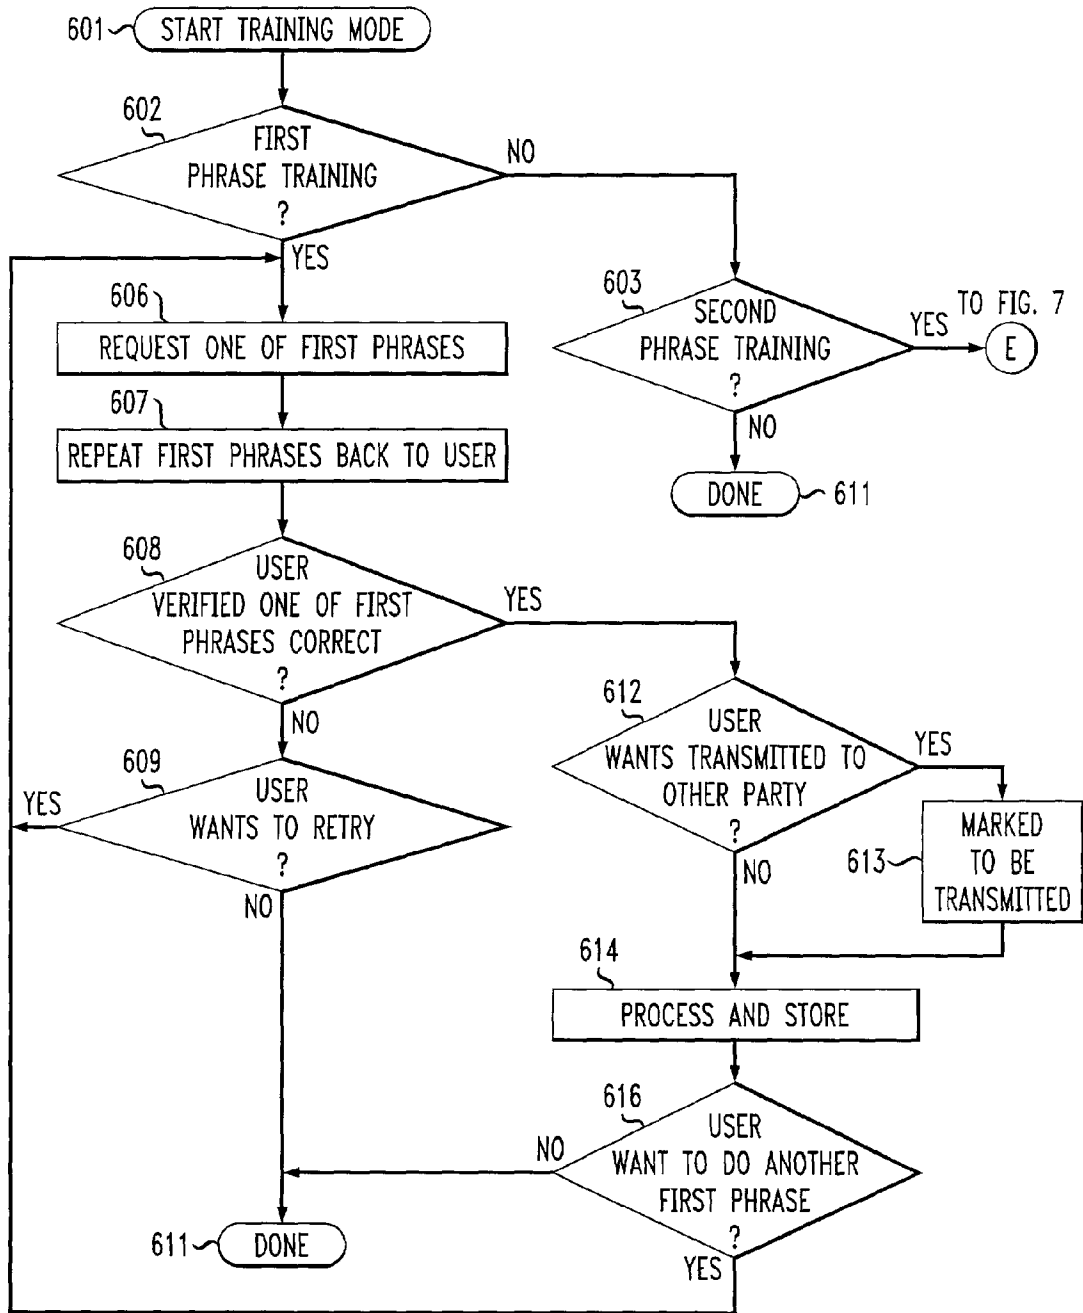 601
START TRAINING MODE
602
FIRST
PHRASE TRAINING
?
NO
YES
603
SECOND
PHRASE TRAINING
?
YES
TO FIG. 7
E
NO
DONE
611
606
REQUEST ONE OF FIRST PHRASES
607
REPEAT FIRST PHRASES BACK TO USER
608
USER
VERIFIED ONE OF FIRST
PHRASES CORRECT
?
YES
NO
609
USER
WANTS TO RETRY
?
YES
NO
612
USER
WANTS TRANSMITTED TO
OTHER PARTY
?
YES
NO
613
MARKED
TO BE
TRANSMITTED
614
PROCESS AND STORE
616
USER
WANT TO DO ANOTHER
FIRST PHRASE
?
NO
YES
611
DONE